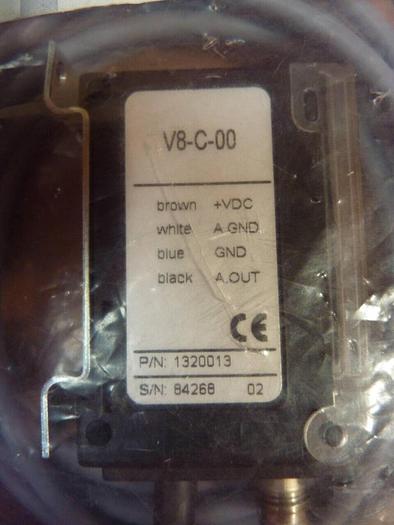 V8-C-00
brown +VDC
white A.GND
blue GND
black A.OUT
CE
P/N: 1320013
S/N: 84268 02